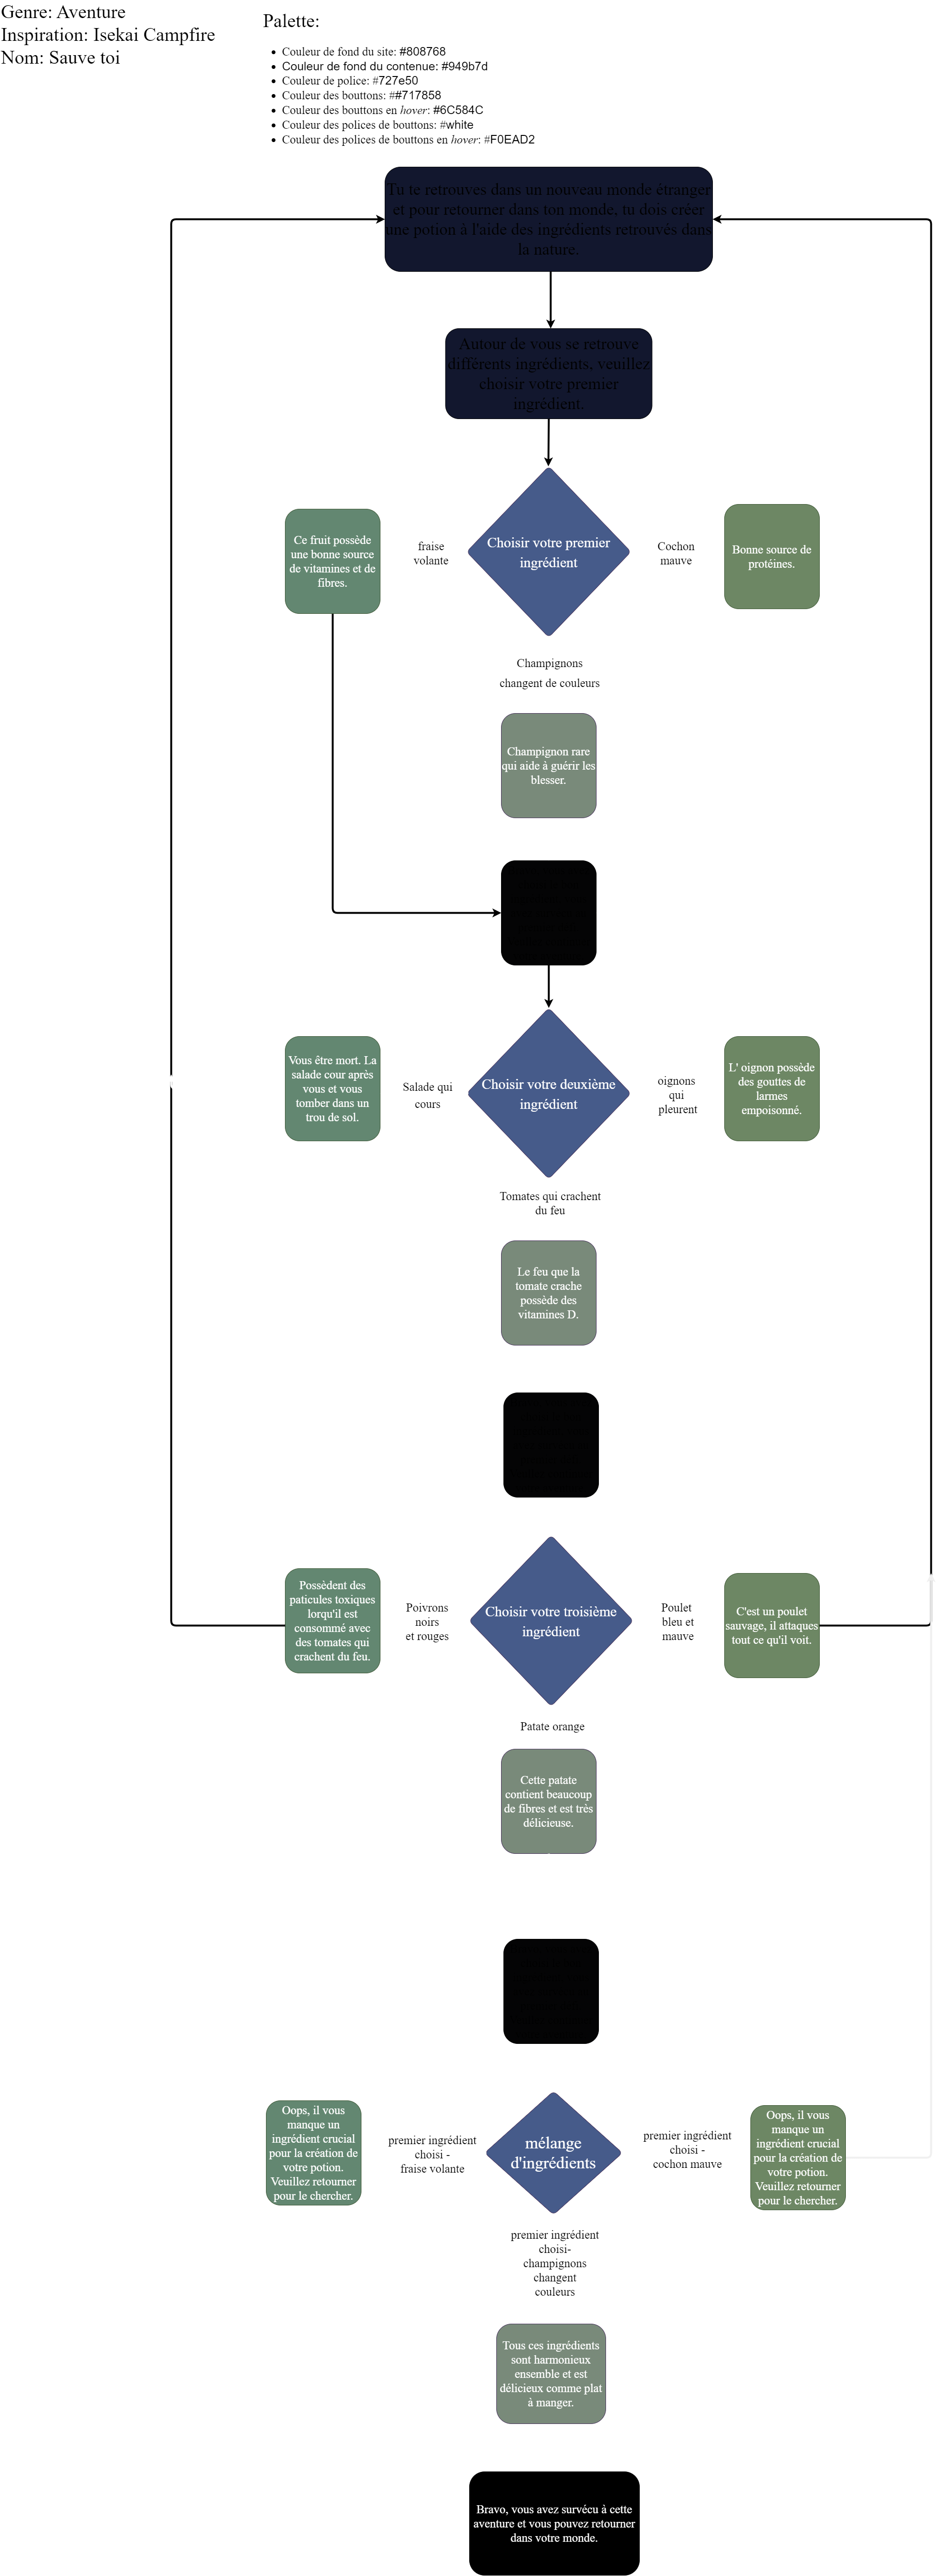 Genre: Aventure
Inspiration: Isekai Campfire
Nom: Sauve toi
Palette:
Couleur de fond du site: #808768
Couleur de fond du contenue: #949b7d
Couleur de police: #727e50
Couleur des bouttons: ##717858
Couleur des bouttons en hover: #6C584C
Couleur des polices de bouttons: #white
Couleur des polices de bouttons en hover: #F0EAD2
Tu te retrouves dans un nouveau monde étranger
et pour retourner dans ton monde, tu dois créer
une potion à l'aide des ingrédients retrouvés dans
la nature.
Autour de vous se retrouve
différents ingrédients, veuillez
choisir votre premier
ingrédient.
Ce fruit possède
une bonne source
de vitamines et de
fibres.
fraise
volante
Choisir votre premier
ingrédient
Cochon
mauve
Bonne source de
protéines.
Champignons
changent de couleurs
Champignon rare
qui aide à guérir les
blesser.
Vous être mort. La
salade cour après
vous et vous
tomber dans un
trou de sol.
Salade qui
cours
Choisir votre deuxième
ingrédient
oignons
qui
pleurent
L' oignon possède
des gouttes de
larmes
empoisonné.
Tomates qui crachent
du feu
Le feu que la
tomate crache
possède des
vitamines D.
Possèdent des
paticules toxiques
lorqu'il est
consommé avec
des tomates qui
crachent du feu.
Poivrons
noirs
et rouges
Choisir votre troisième
ingrédient
Poulet
bleu et
mauve
C'est un poulet
sauvage, il attaques
tout ce qu'il voit.
Patate orange
Cette patate
contient beaucoup
de fibres et est très
délicieuse.
Oops, il vous
manque un
ingrédient crucial
pour la création de
votre potion.
Veuillez retourner
pour le chercher.
premier ingrédient
choisi -
fraise volante
mélange
d'ingrédients
premier ingrédient
choisi -
cochon mauve
Oops, il vous
manque un
ingrédient crucial
pour la création de
votre potion.
Veuillez retourner
pour le chercher.
premier ingrédient
choisi-
champignons
changent
couleurs
Tous ces ingrédients
sont harmonieux
ensemble et est
délicieux comme plat
à manger.
Bravo, vous avez survécu à cette
aventure et vous pouvez retourner
dans votre monde.